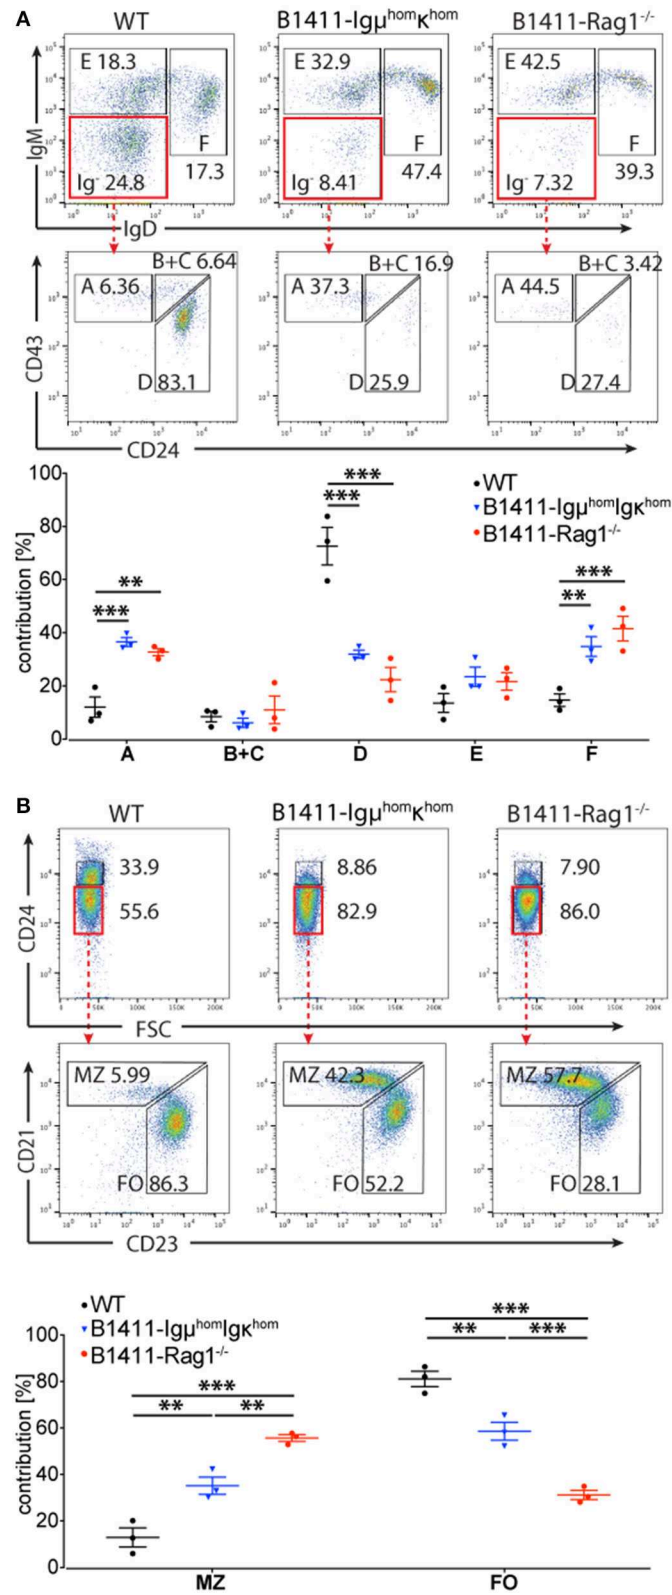 A
WT B1411-Igμhomκhom B1411-Rag1-/-
E 18.3 E 32.9 E 42.5
F F F
Ig- 24.8 17.3 Ig- 8.41 47.4 Ig- 7.32 39.3
IgM
IgD
B+C 6.64 B+C 16.9 B+C 3.42
A 6.36 A 37.3 A 44.5
D 83.1 D 25.9 D 27.4
CD43
CD24
contribution [%]
100
80
60
40
20
0
*** *** ** *** *** **
WT
B1411-IgμhomIgκhom
B1411-Rag1-/-
A B+C D E F
B
WT B1411-Igμhomκhom B1411-Rag1-/-
33.9 8.86 7.90
55.6 82.9 86.0
CD24
0 50K 100K 150K 200K
FSC
MZ 5.99 MZ 42.3 MZ 57.7
FO 86.3 FO 52.2 FO 28.1
CD21
CD23
WT
B1411-IgμhomIgκhom
B1411-Rag1-/-
contribution [%]
100
80
60
40
20
0
*** ** ** *** ** ***
MZ FO